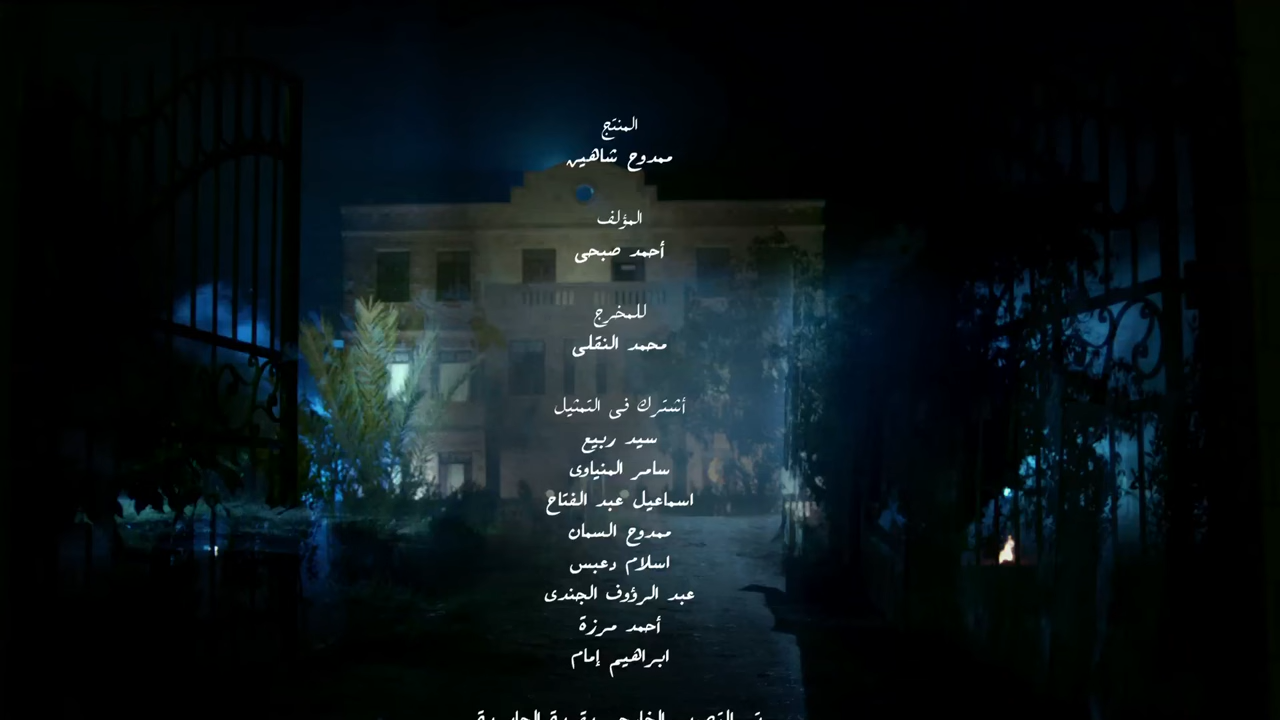 المنتج
ممدوح شاهين
المؤلف
أحمد صبحى
للمخرج
محمد النقلى
أشترك فى التمثيل
سيد ربيع
سامر المنياوى
اسماعيل عبد الفتاح
ممدوح السمان
اسلام دعبس
عبد الرؤوف الجندى
أحمد مرزة
ابراهيم إمام